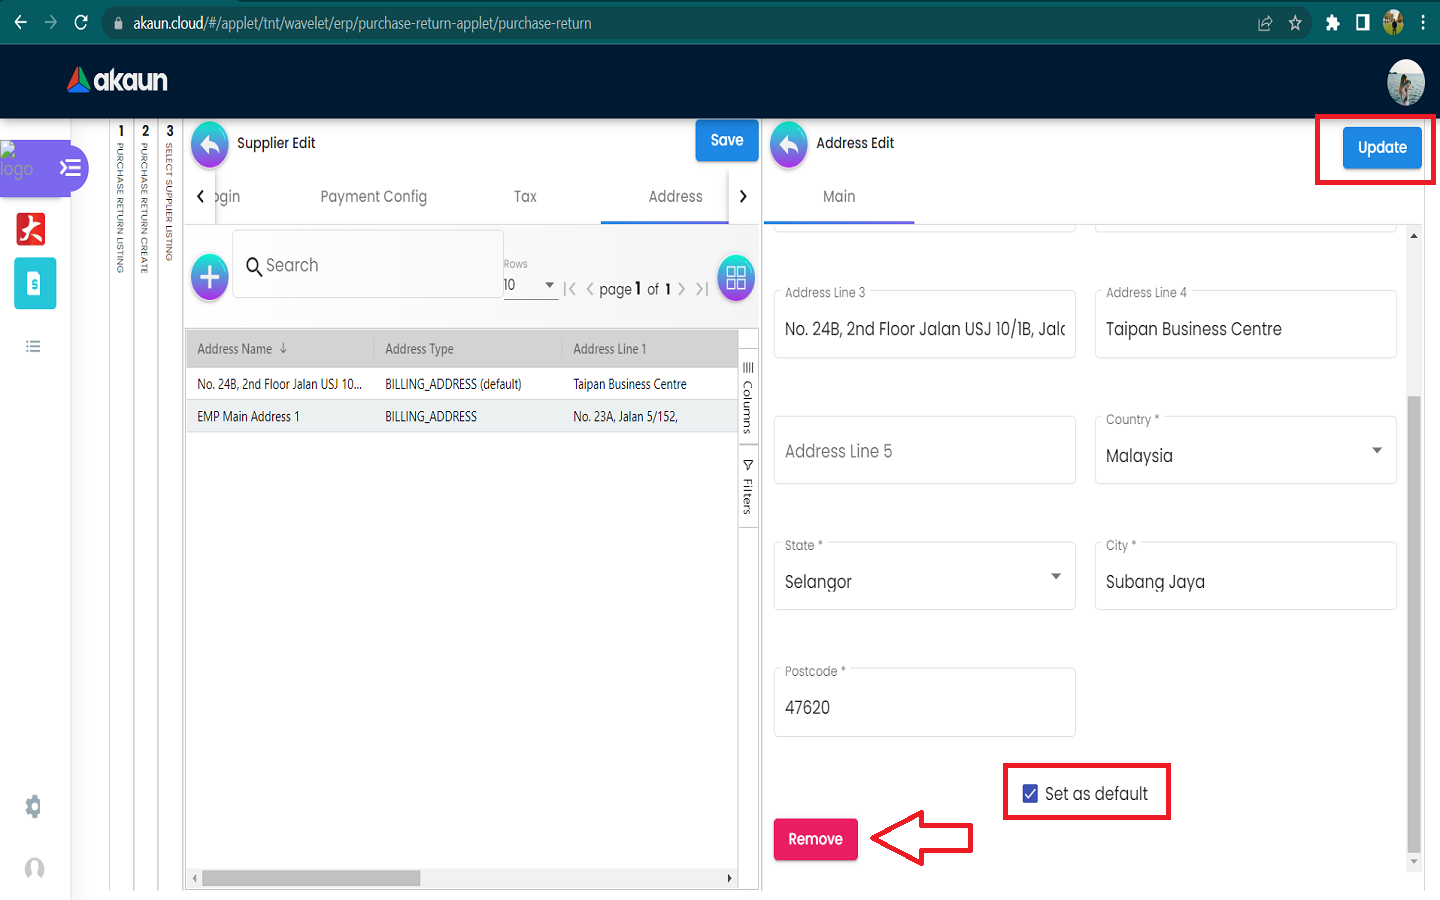 akaun.cloud/#/applet/tnt/wavelet/erp/purchase-return-applet/purchase-return
akaun
logo
1 PURCHASE RETURN LISTING
2 PURCHASE RETURN CREATE
3 SELECT SUPPLIER LISTING
Supplier Edit
Save
ogin
Payment Config
Tax
Address
Search
Rows
10
page 1 of 1
Address Name
Address Type
Address Line 1
No. 24B, 2nd Floor Jalan USJ 10...
BILLING_ADDRESS (default)
Taipan Business Centre
EMP Main Address 1
BILLING_ADDRESS
No. 23A, Jalan 5/152,
Columns
Filters
Address Edit
Update
Main
Address Line 3
No. 24B, 2nd Floor Jalan USJ 10/1B, Jalc
Address Line 4
Taipan Business Centre
Address Line 5
Country *
Malaysia
State *
Selangor
City *
Subang Jaya
Postcode *
47620
Set as default
Remove